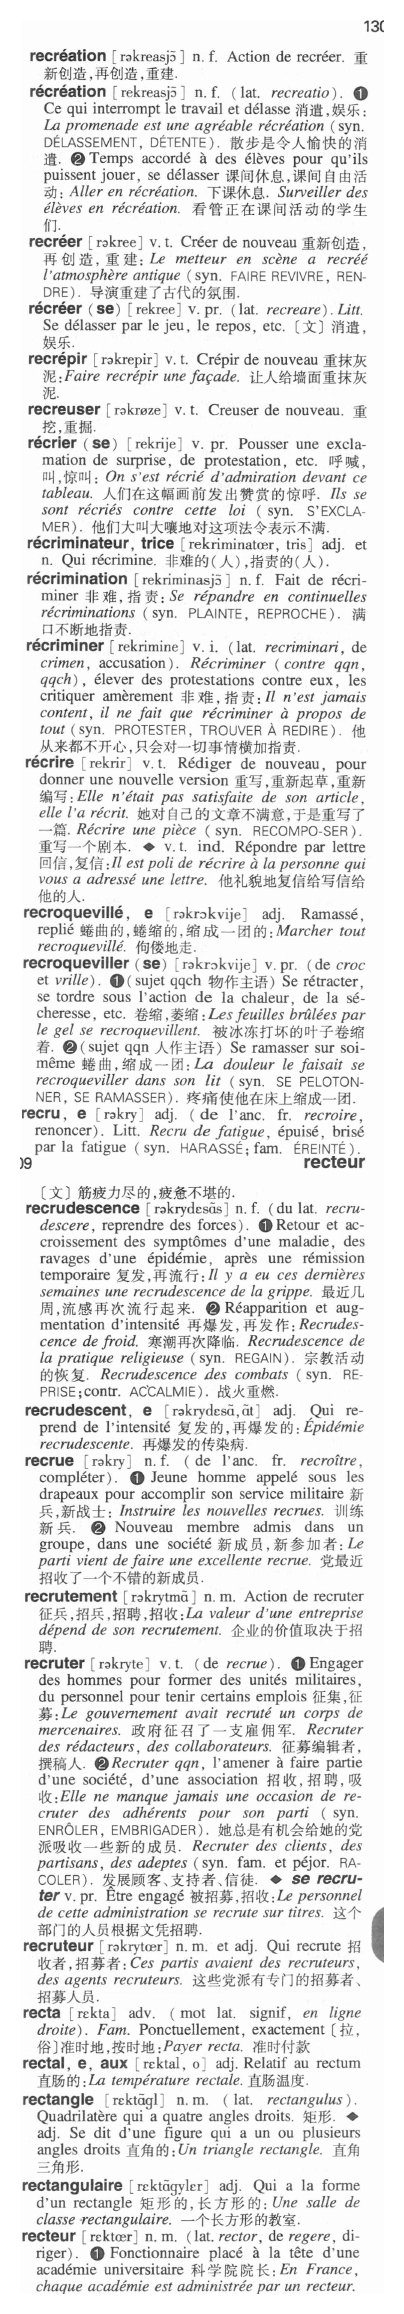 130
recréation [rəkreasjɔ̃] n. f. Action de recréer. 重
新创造,再创造,重建.
récréation [rekreasjɔ̃] n. f. (lat. recreatio). ❶
Ce qui interrompt le travail et délasse 消遣,娱乐:
La promenade est une agréable récréation (syn.
DÉLASSEMENT, DÉTENTE). 散步是令人愉快的消
遣. ❷ Temps accordé à des élèves pour qu'ils
puissent jouer, se délasser 课间休息,课间自由活
动: Aller en récréation. 下课休息. Surveiller des
élèves en récréation. 看管正在课间活动的学生
们.
recréer [rəkree] v. t. Créer de nouveau 重新创造,
再创造,重建: Le metteur en scène a recréé
l'atmosphère antique (syn. FAIRE REVIVRE, REN-
DRE). 导演重建了古代的氛围.
récréer (se) [rekree] v. pr. (lat. recreare). Litt.
Se délasser par le jeu, le repos, etc. 〔文〕消遣,
娱乐.
recrépir [rəkrepir] v. t. Crépir de nouveau 重抹灰
泥:Faire recrépir une façade. 让人给墙面重抹灰
泥.
recreuser [rəkrøze] v. t. Creuser de nouveau. 重
挖,重掘.
récrier (se) [rekrije] v. pr. Pousser une excla-
mation de surprise, de protestation, etc. 呼喊,
叫,惊叫: On s'est récrié d'admiration devant ce
tableau. 人们在这幅画前发出赞赏的惊呼. Ils se
sont récriés contre cette loi (syn. S'EXCLA-
MER). 他们大叫大嚷地对这项法令表示不满.
récriminateur, trice [rekriminatœr, tris] adj. et
n. Qui récrimine. 非难的(人),指责的(人).
récrimination [rekriminasjɔ̃] n. f. Fait de récri-
miner 非难,指责: Se répandre en continuelles
récriminations (syn. PLAINTE, REPROCHE). 满
口不断地指责.
récriminer [rekrimine] v. i. (lat. recriminari, de
crimen, accusation). Récriminer (contre qqn,
qqch), élever des protestations contre eux, les
critiquer amèrement 非难,指责:Il n'est jamais
content, il ne fait que récriminer à propos de
tout (syn. PROTESTER, TROUVER À REDIRE). 他
从来都不开心,只会对一切事情横加指责.
récrire [rekrir] v. t. Rédiger de nouveau, pour
donner une nouvelle version 重写,重新起草,重新
编写: Elle n'était pas satisfaite de son article,
elle l'a récrit. 她对自己的文章不满意,于是重写了
一篇. Récrire une pièce (syn. RECOMPO-SER).
重写一个剧本. ◆ v. t. ind. Répondre par lettre
回信,复信:Il est poli de récrire à la personne qui
vous a adressé une lettre. 他礼貌地复信给写信给
他的人.
recroquevillé, e [rəkrɔkvije] adj. Ramassé,
replié 蜷曲的,蜷缩的,缩成一团的:Marcher tout
recroquevillé. 佝偻地走.
recroqueviller (se) [rəkrɔkvije] v. pr. (de croc
et vrille). ❶(sujet qqch 物作主语) Se rétracter,
se tordre sous l'action de la chaleur, de la sé-
cheresse, etc. 卷缩,萎缩:Les feuilles brûlées par
le gel se recroquevillent. 被冰冻打坏的叶子卷缩
着. ❷(sujet qqn 人作主语) Se ramasser sur soi-
même 蜷曲,缩成一团: La douleur le faisait se
recroqueviller dans son lit (syn. SE PELOTON-
NER, SE RAMASSER). 疼痛使他在床上缩成一团.
recru, e [rəkry] adj. (de l'anc. fr. recroire,
renoncer). Litt. Recru de fatigue, épuisé, brisé
par la fatigue (syn. HARASSÉ; fam. ÉREINTÉ).
09 recteur
〔文〕筋疲力尽的,疲惫不堪的.
recrudescence [rəkrydesɑ̃s] n. f. (du lat. recru-
descere, reprendre des forces). ❶ Retour et ac-
croissement des symptômes d'une maladie, des
ravages d'une épidémie, après une rémission
temporaire 复发,再流行: Il y a eu ces dernières
semaines une recrudescence de la grippe. 最近几
周,流感再次流行起来. ❷ Réapparition et aug-
mentation d'intensité 再爆发,再发作: Recrudes-
cence de froid. 寒潮再次降临. Recrudescence de
la pratique religieuse (syn. REGAIN). 宗教活动
的恢复. Recrudescence des combats (syn. RE-
PRISE;contr. ACCALMIE). 战火重燃.
recrudescent, e [rəkrydesɑ̃,ɑ̃t] adj. Qui re-
prend de l'intensité 复发的,再爆发的: Épidémie
recrudescente. 再爆发的传染病.
recrue [rəkry] n. f. (de l'anc. fr. recroître,
compléter). ❶ Jeune homme appelé sous les
drapeaux pour accomplir son service militaire 新
兵,新战士: Instruire les nouvelles recrues. 训练
新兵. ❷ Nouveau membre admis dans un
groupe, dans une société 新成员,新参加者: Le
parti vient de faire une excellente recrue. 党最近
招收了一个不错的新成员.
recrutement [rəkrytmɑ̃] n. m. Action de recruter
征兵,招兵,招聘,招收:La valeur d'une entreprise
dépend de son recrutement. 企业的价值取决于招
聘.
recruter [rəkryte] v. t. (de recrue). ❶ Engager
des hommes pour former des unités militaires,
du personnel pour tenir certains emplois 征集,征
募: Le gouvernement avait recruté un corps de
mercenaires. 政府征召了一支雇佣军. Recruter
des rédacteurs, des collaborateurs. 征募编辑者,
撰稿人. ❷ Recruter qqn, l'amener à faire partie
d'une société, d'une association 招收,招聘,吸
收: Elle ne manque jamais une occasion de re-
cruter des adhérents pour son parti (syn.
ENRÔLER, EMBRIGADER). 她总是有机会给她的党
派吸收一些新的成员. Recruter des clients, des
partisans, des adeptes (syn. fam. et péjor. RA-
COLER). 发展顾客、支持者、信徒. ◆ se recru-
ter v. pr. Être engagé 被招募,招收: Le personnel
de cette administration se recrute sur titres. 这个
部门的人员根据文凭招聘.
recruteur [rəkrytœr] n. m. et adj. Qui recrute 招
收者,招募者: Ces partis avaient des recruteurs,
des agents recruteurs. 这些党派有专门的招募者、
招募人员.
recta [rɛkta] adv. (mot lat. signif, en ligne
droite). Fam. Ponctuellement, exactement〔拉,
俗〕准时地,按时地:Payer recta. 准时付款
rectal, e, aux [rɛktal, o] adj. Relatif au rectum
直肠的:La température rectale. 直肠温度.
rectangle [rɛktɑ̃gl] n. m. (lat. rectangulus).
Quadrilatère qui a quatre angles droits. 矩形. ◆
adj. Se dit d'une figure qui a un ou plusieurs
angles droits 直角的: Un triangle rectangle. 直角
三角形.
rectangulaire [rɛktɑ̃gylɛr] adj. Qui a la forme
d'un rectangle 矩形的,长方形的: Une salle de
classe rectangulaire. 一个长方形的教室.
recteur [rɛktœr] n. m. (lat. rector, de regere, di-
riger). ❶ Fonctionnaire placé à la tête d'une
académie universitaire 科学院院长: En France,
chaque académie est administrée par un recteur.